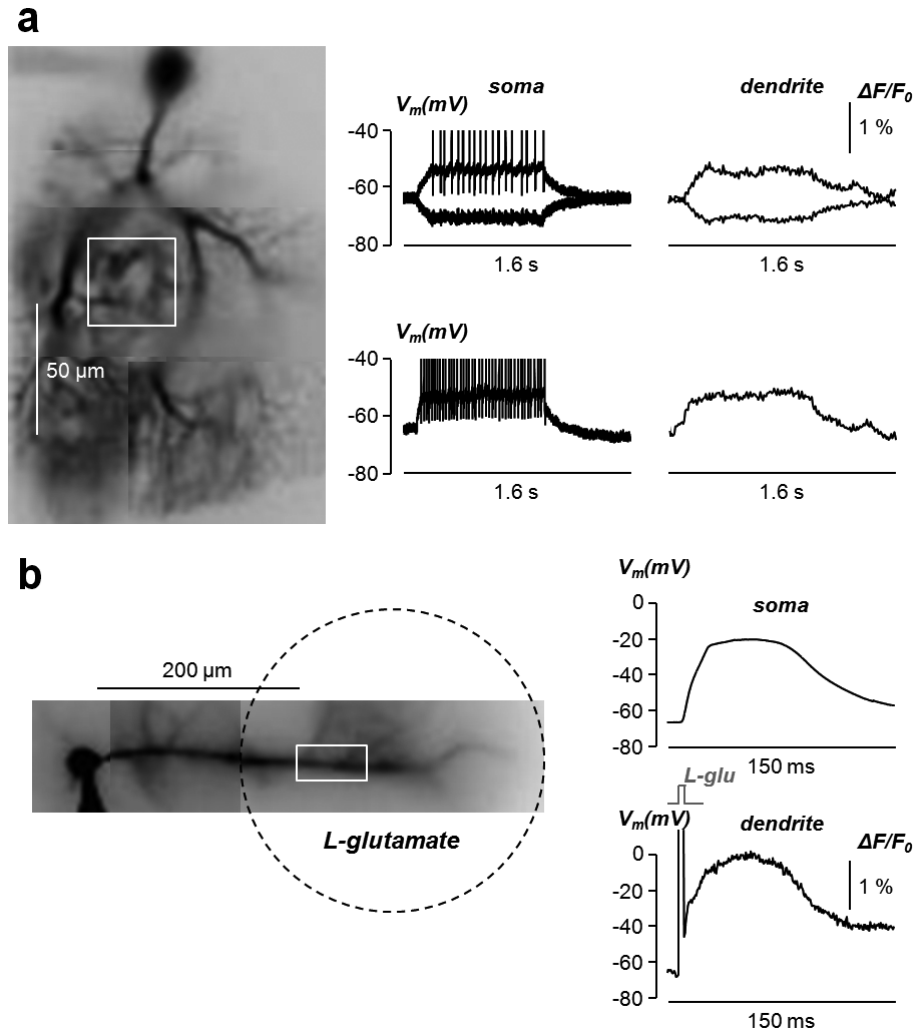 a
soma
dendrite
Vm(mV)
ΔF/F0
1 %
-40
-60
-80
1.6 s
1.6 s
50 µm
Vm(mV)
-40
-60
-80
1.6 s
1.6 s
b
200 µm
L-glutamate
Vm(mV)
soma
0
-20
-40
-60
-80
150 ms
L-glu
Vm(mV)
dendrite
ΔF/F0
1 %
0
-20
-40
-60
-80
150 ms